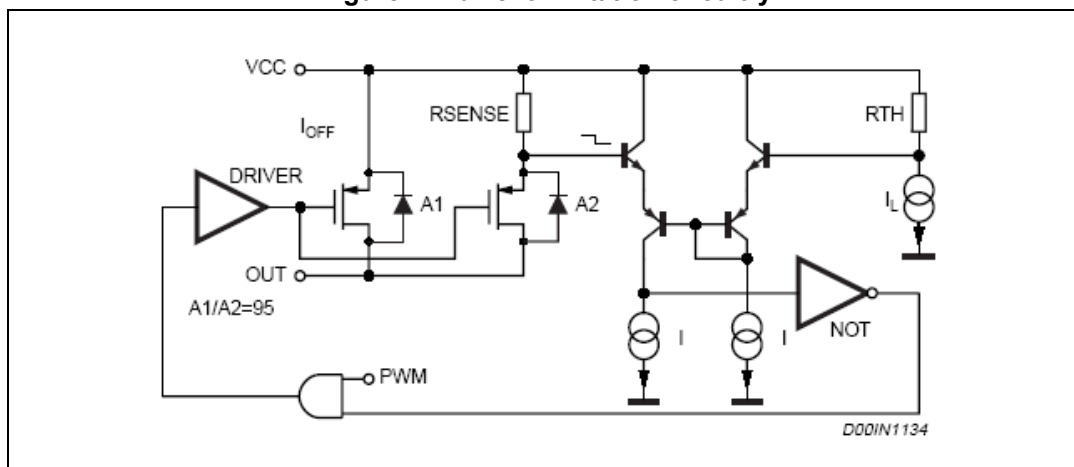 VCC
RSENSE
RTH
IOFF
DRIVER
A1
A2
IL
OUT
A1/A2=95
NOT
I
I
PWM
D00IN1134